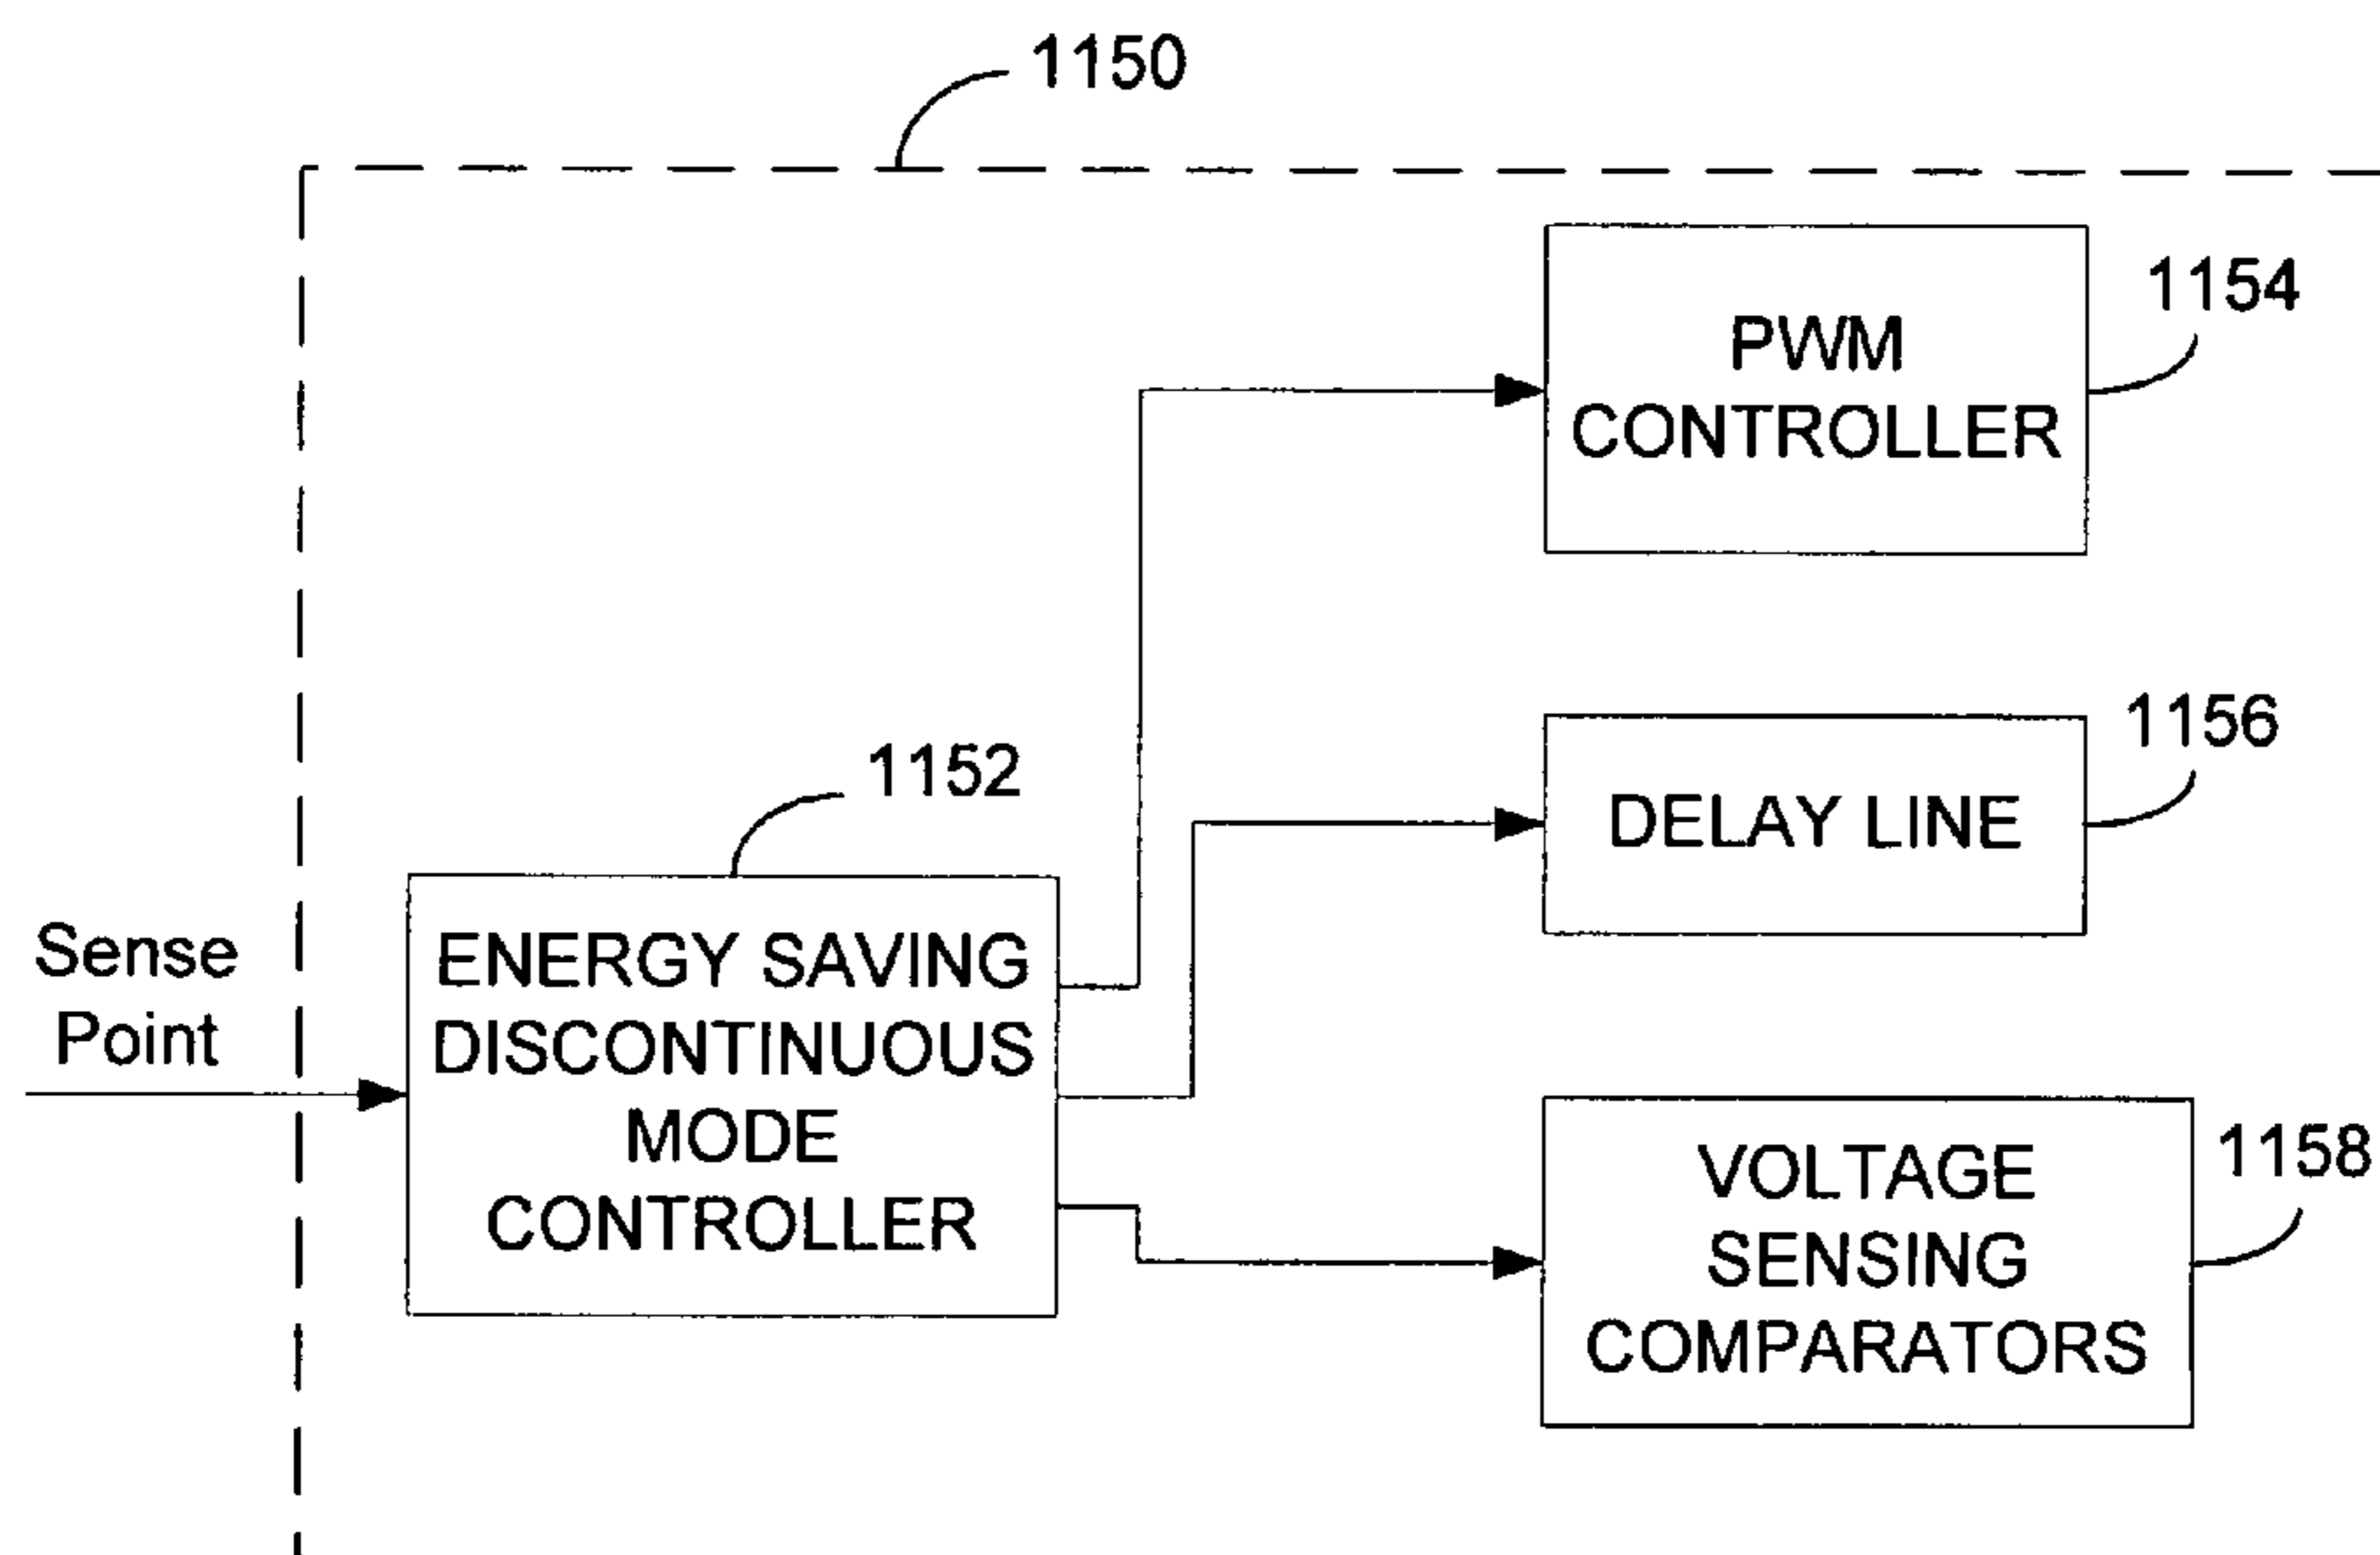 1150
PWM
CONTROLLER
1154
DELAY LINE
1156
1152
Sense
Point
ENERGY SAVING
DISCONTINUOUS
MODE
CONTROLLER
VOLTAGE
SENSING
COMPARATORS
1158